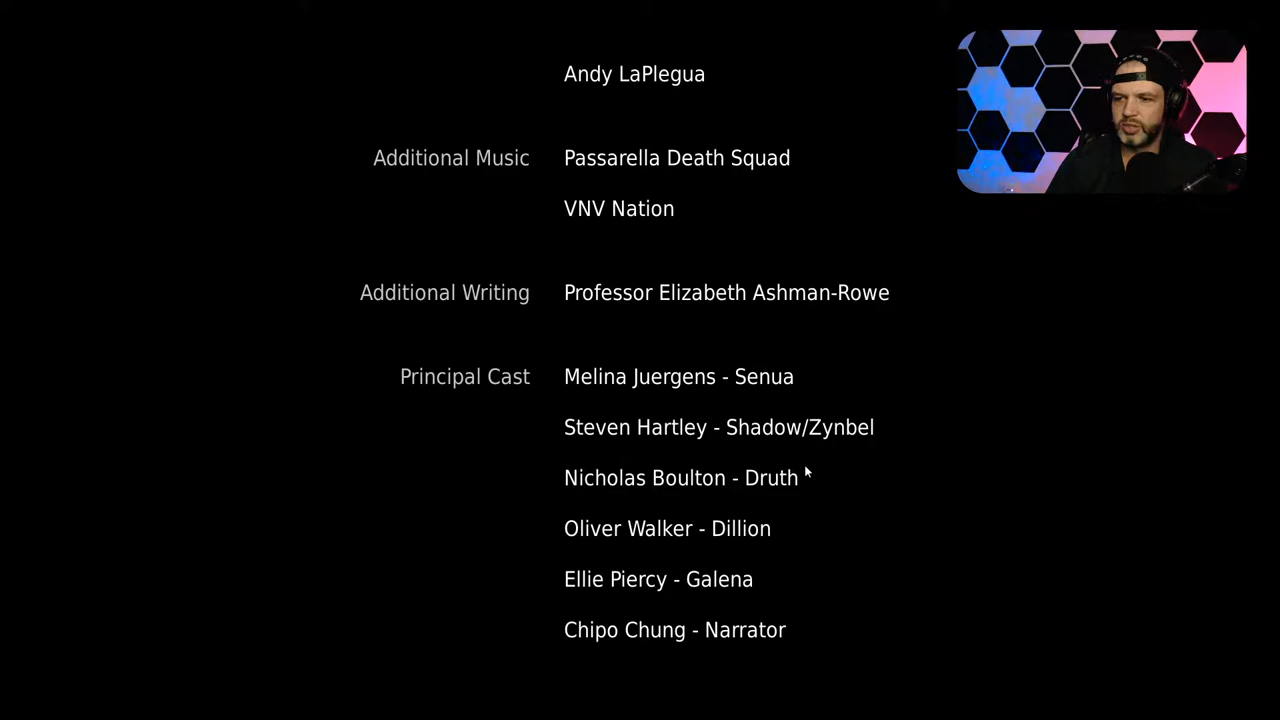 Andy LaPlegua
Additional Music Passarella Death Squad
VNV Nation
Additional Writing Professor Elizabeth Ashman-Rowe
Principal Cast Melina Juergens - Senua
Steven Hartley - Shadow/Zynbel
Nicholas Boulton - Druth
Oliver Walker - Dillion
Ellie Piercy - Galena
Chipo Chung - Narrator